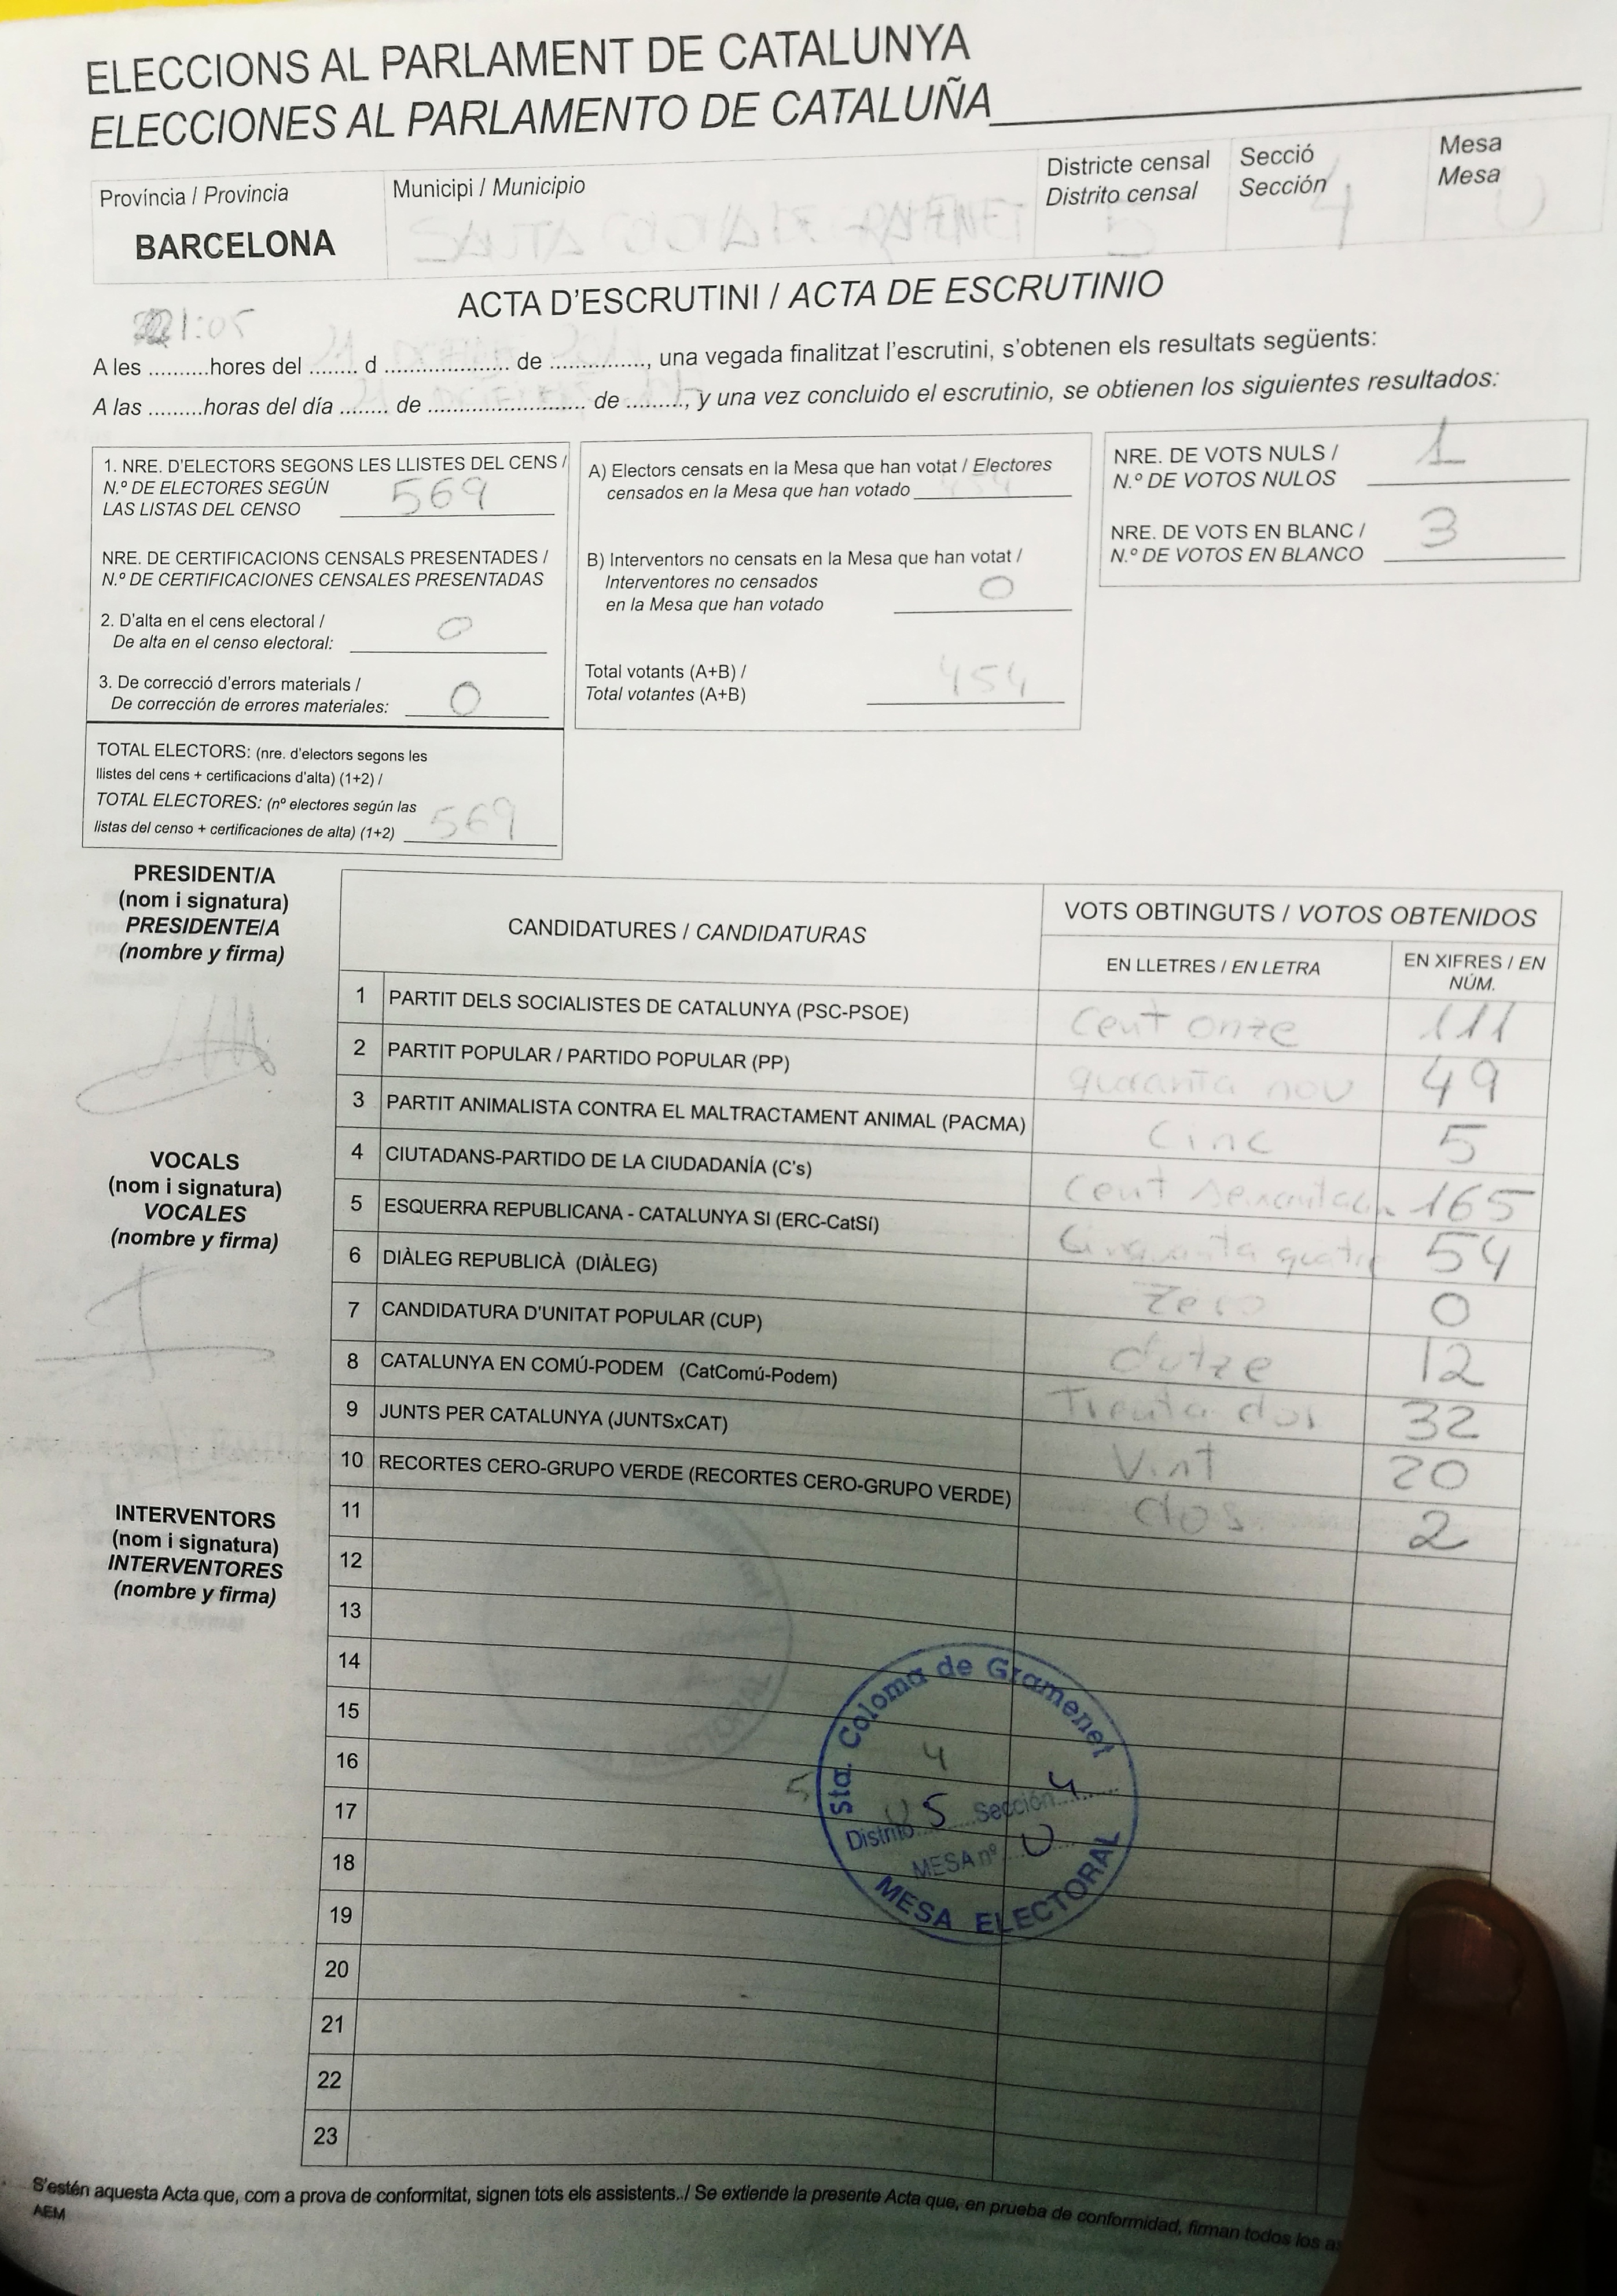 ELECCIONS AL PARLAMENT DE CATALUNYA
ELECCIONES AL PARLAMENTO DE CATALUÑA
Província / Provincia
BARCELONA
Municipi / Municipio
Districte censal
Distrito censal
5
Secció
Sección
4
Mesa
Mesa
U
ACTA D'ESCRUTINI / ACTA DE ESCRUTINIO
21:05
A les ..........hores del ........ d ..................... de ..............., una vegada finalitzat l'escrutini, s'obtenen els resultats següents:
A las .........horas del día ........ de .......................... de .........., y una vez concluido el escrutinio, se obtienen los siguientes resultados:
1. NRE. D'ELECTORS SEGONS LES LLISTES DEL CENS /
N.º DE ELECTORES SEGÚN
LAS LISTAS DEL CENSO 569
NRE. DE CERTIFICACIONS CENSALS PRESENTADES /
N.º DE CERTIFICACIONES CENSALES PRESENTADAS
2. D'alta en el cens electoral /
De alta en el censo electoral: 0
3. De correcció d'errors materials /
De corrección de errores materiales: 0
TOTAL ELECTORS: (nre. d'electors segons les
llistes del cens + certificacions d'alta) (1+2) /
TOTAL ELECTORES: (nº electores según las
listas del censo + certificaciones de alta) (1+2) 569
A) Electors censats en la Mesa que han votat / Electores
censados en la Mesa que han votado 454
B) Interventors no censats en la Mesa que han votat /
Interventores no censados
en la Mesa que han votado 0
Total votants (A+B) /
Total votantes (A+B) 454
NRE. DE VOTS NULS /
N.º DE VOTOS NULOS 1
NRE. DE VOTS EN BLANC /
N.º DE VOTOS EN BLANCO 3
PRESIDENT/A
(nom i signatura)
PRESIDENTE/A
(nombre y firma)
VOCALS
(nom i signatura)
VOCALES
(nombre y firma)
INTERVENTORS
(nom i signatura)
INTERVENTORES
(nombre y firma)
CANDIDATURES / CANDIDATURAS
VOTS OBTINGUTS / VOTOS OBTENIDOS
EN LLETRES / EN LETRA
EN XIFRES / EN
NÚM.
1 PARTIT DELS SOCIALISTES DE CATALUNYA (PSC-PSOE) Cent onze 111
2 PARTIT POPULAR / PARTIDO POPULAR (PP) quaranta nou 49
3 PARTIT ANIMALISTA CONTRA EL MALTRACTAMENT ANIMAL (PACMA) Cinc 5
4 CIUTADANS-PARTIDO DE LA CIUDADANÍA (C's) Cent 165
5 ESQUERRA REPUBLICANA - CATALUNYA SI (ERC-CatSí) Cinquanta quatre 54
6 DIÀLEG REPUBLICÀ (DIÀLEG) Zero 0
7 CANDIDATURA D'UNITAT POPULAR (CUP) dotze 12
8 CATALUNYA EN COMÚ-PODEM (CatComú-Podem) Trenta dos 32
9 JUNTS PER CATALUNYA (JUNTSxCAT) Vint 20
10 RECORTES CERO-GRUPO VERDE (RECORTES CERO-GRUPO VERDE) dos 2
11
12
13
14
15
16
17
18
19
20
21
22
23
Sta. Coloma de Gramenet
4
5
Distrito 5 Sección 4
MESA nº U
MESA ELECTORAL
S'estén aquesta Acta que, com a prova de conformitat, signen tots els assistents../ Se extiende la presente Acta que, en prueba de conformidad, firman todos los
AEM